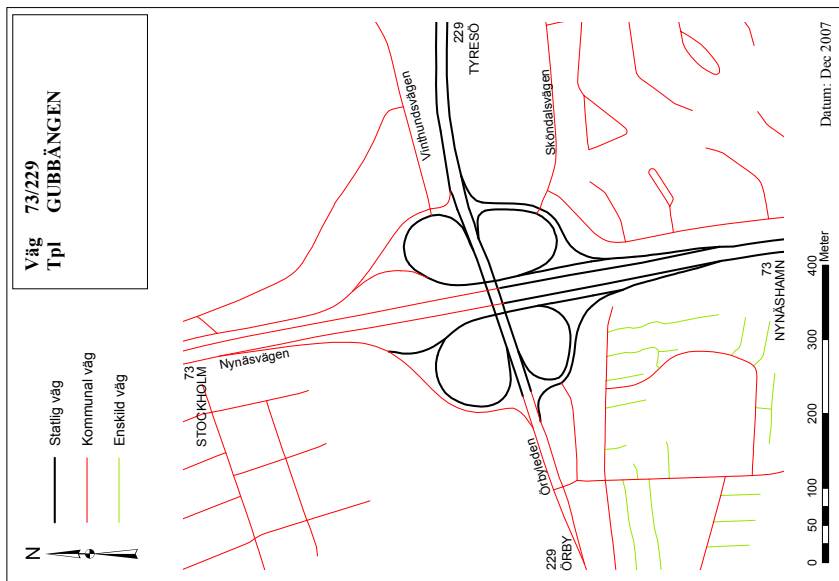 Väg 73/229
Tpl GUBBÄNGEN
N
Statlig väg
Kommunal väg
Enskild väg
73
STOCKHOLM
Nynäsvägen
Vinthundsvägen
229
TYRESÖ
Sköndalsvägen
Örbyleden
229
ÖRBY
73
NYNÄSHAMN
0 50 100 200 300 400
Meter
Datum: Dec 2007